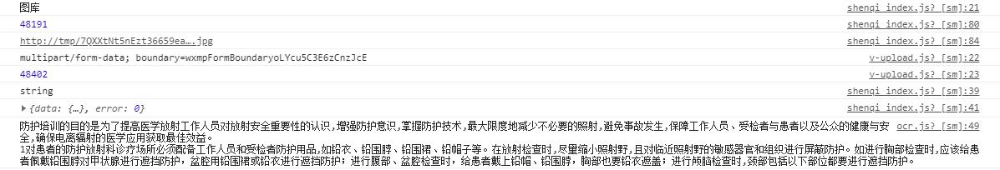 图库 shenqi index.js? [sm]:21
48191 shenqi index.js? [sm]:80
http://tmp/7QXXtNt5nEzt36659ea….jpg shenqi index.js? [sm]:84
multipart/form-data; boundary=wxmpFormBoundaryoLYcu5C3E6zCnzJcE v-upload.js? [sm]:22
48402 v-upload.js? [sm]:23
string shenqi index.js? [sm]:39
▶{data: {…}, error: 0} shenqi index.js? [sm]:41
防护培训的目的是为了提高医学放射工作人员对放射安全重要性的认识,增强防护意识,掌握防护技术,最大限度地减少不必要的照射,避免事故发生,保障工作人员、受检者与患者以及公众的健康与安 ocr.js? [sm]:49
全,确保电离辐射的医学应用获取最佳效益。
1对患者的防护放射科诊疗场所必须配备工作人员和受检者防护用品,如铅衣、铅围脖、铅围裙、铅帽子等。在放射检查时,尽量缩小照射野,且对临近照射野的敏感器官和组织进行屏蔽防护。如进行胸部检查时,应该给患
者佩戴铅围脖对甲状腺进行遮挡防护，盆腔用铅围裙或铅衣进行遮挡防护；进行腹部、盆腔检查时,给患者戴上铅帽、铅围脖，胸部也要铅衣遮盖；进行颅脑检查时,颈部包括以下部位都要进行遮挡防护。